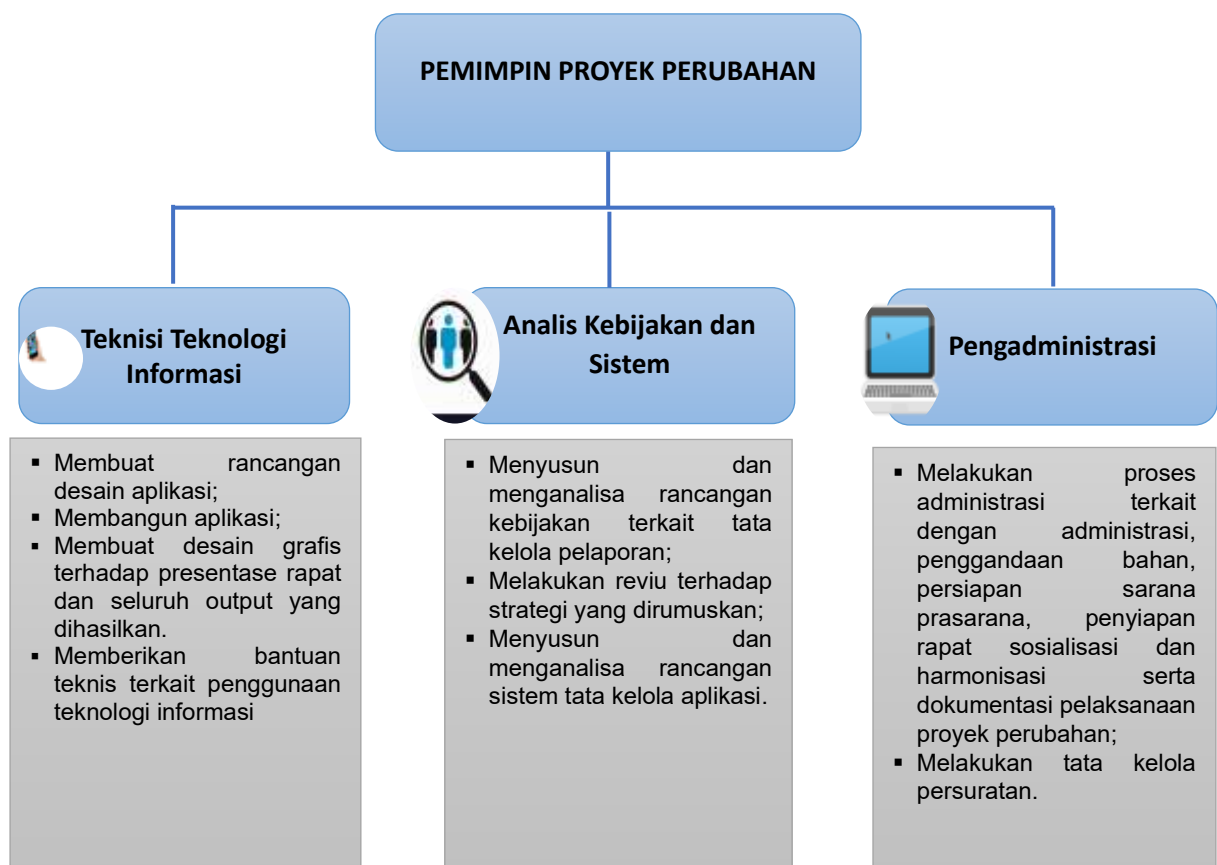 PEMIMPIN PROYEK PERUBAHAN
Teknisi Teknologi
Informasi
▪ Membuat rancangan
desain aplikasi;
▪ Membangun aplikasi;
▪ Membuat desain grafis
terhadap presentase rapat
dan seluruh output yang
dihasilkan.
▪ Memberikan bantuan
teknis terkait penggunaan
teknologi informasi
Analis Kebijakan dan
Sistem
▪ Menyusun dan
menganalisa rancangan
kebijakan terkait tata
kelola pelaporan;
▪ Melakukan reviu terhadap
strategi yang dirumuskan;
▪ Menyusun dan
menganalisa rancangan
sistem tata kelola aplikasi.
Pengadministrasi
▪ Melakukan proses
administrasi terkait
dengan administrasi,
penggandaan bahan,
persiapan sarana
prasarana, penyiapan
rapat sosialisasi dan
harmonisasi serta
dokumentasi pelaksanaan
proyek perubahan;
▪ Melakukan tata kelola
persuratan.